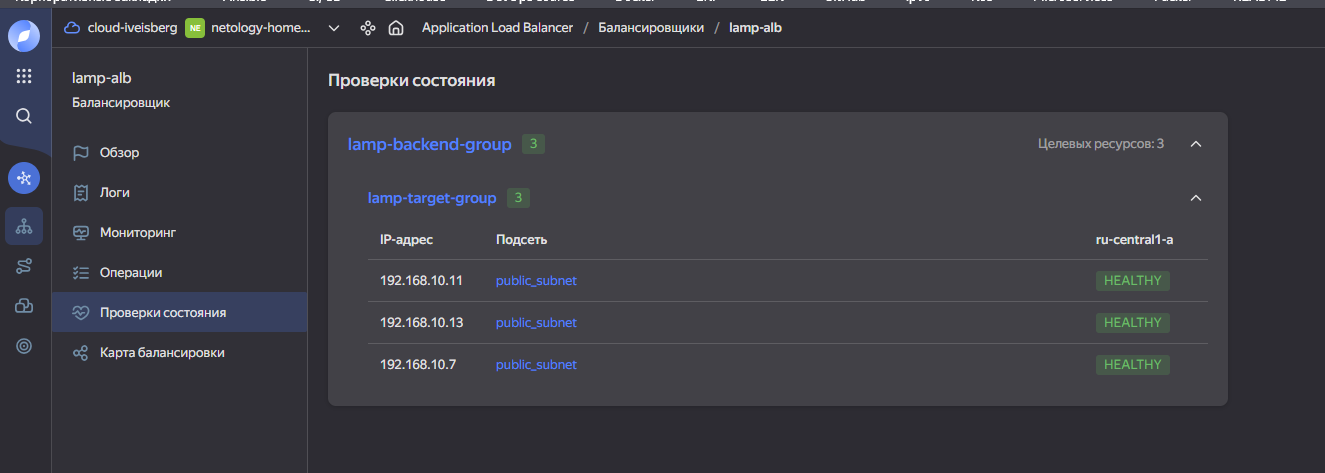 cloud-iveisberg NE netology-home... Application Load Balancer / Балансировщики / lamp-alb
lamp-alb
Балансировщик
Обзор
Логи
Мониторинг
Операции
Проверки состояния
Карта балансировки
Проверки состояния
lamp-backend-group 3 Целевых ресурсов: 3
lamp-target-group 3
IP-адрес Подсеть ru-central1-a
192.168.10.11 public_subnet HEALTHY
192.168.10.13 public_subnet HEALTHY
192.168.10.7 public_subnet HEALTHY